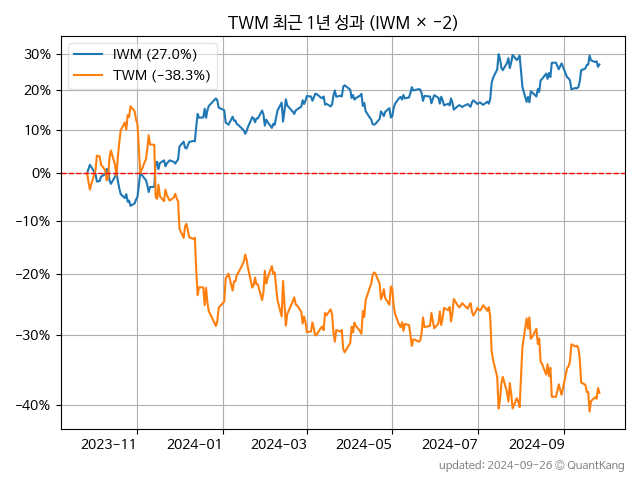 TWM 최근 1년 성과 (IWM × −2)
IWM (27.0%)
TWM (−38.3%)
30%
20%
10%
0%
−10%
−20%
−30%
−40%
2023−11 2024−01 2024−03 2024−05 2024−07 2024−09
updated: 2024−09−26 © QuantKang